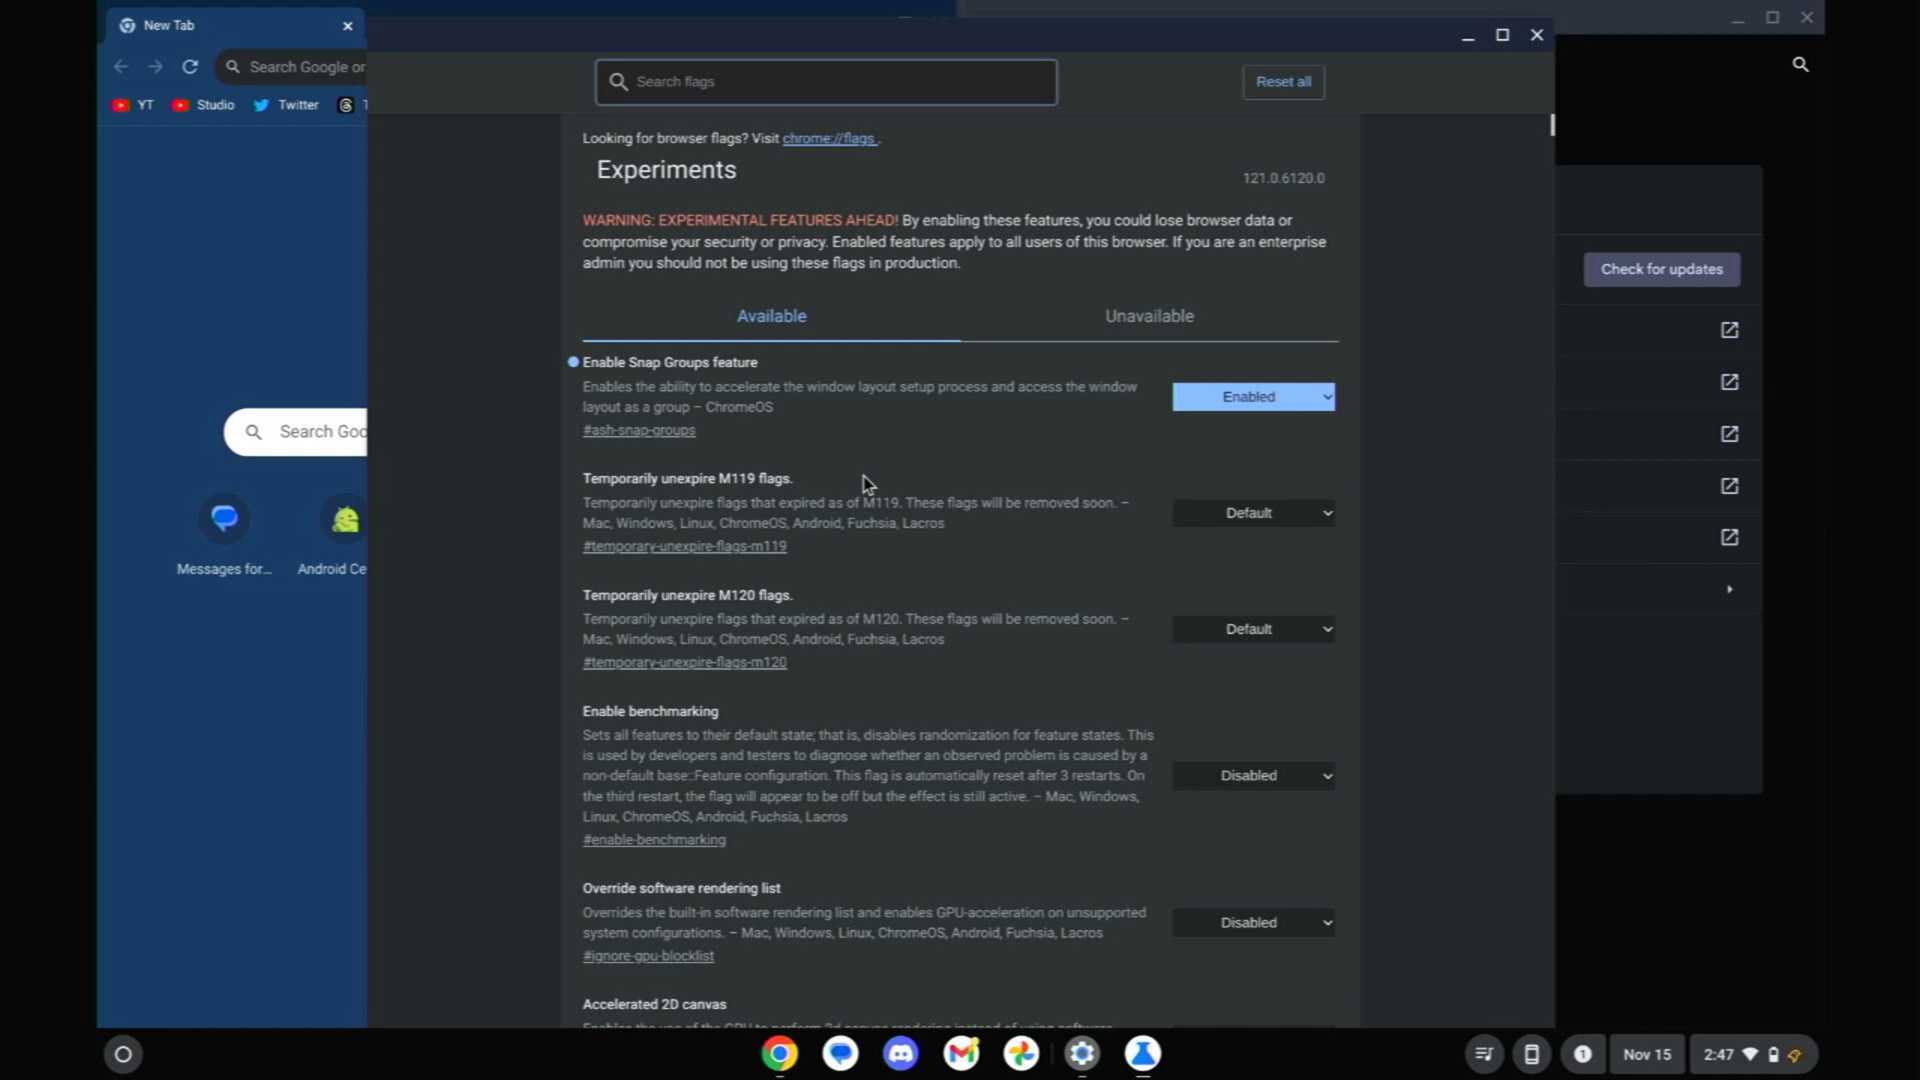 New Tab
Search Google or
YT
Studio
Twitter
Search flags
Reset all
Looking for browser flags? Visit chrome://flags .
Experiments
121.0.6120.0
WARNING: EXPERIMENTAL FEATURES AHEAD! By enabling these features, you could lose browser data or
compromise your security or privacy. Enabled features apply to all users of this browser. If you are an enterprise
admin you should not be using these flags in production.
Check for updates
Available
Unavailable
Enable Snap Groups feature
Enables the ability to accelerate the window layout setup process and access the window
layout as a group – ChromeOS
#ash-snap-groups
Enabled
Search Goo
Messages for...
Android Ce
Temporarily unexpire M119 flags.
Temporarily unexpire flags that expired as of M119. These flags will be removed soon. –
Mac, Windows, Linux, ChromeOS, Android, Fuchsia, Lacros
#temporary-unexpire-flags-m119
Default
Temporarily unexpire M120 flags.
Temporarily unexpire flags that expired as of M120. These flags will be removed soon. –
Mac, Windows, Linux, ChromeOS, Android, Fuchsia, Lacros
#temporary-unexpire-flags-m120
Default
Enable benchmarking
Sets all features to their default state; that is, disables randomization for feature states. This
is used by developers and testers to diagnose whether an observed problem is caused by a
non-default base::Feature configuration. This flag is automatically reset after 3 restarts. On
the third restart, the flag will appear to be off but the effect is still active. – Mac, Windows,
Linux, ChromeOS, Android, Fuchsia, Lacros
#enable-benchmarking
Disabled
Override software rendering list
Overrides the built-in software rendering list and enables GPU-acceleration on unsupported
system configurations. – Mac, Windows, Linux, ChromeOS, Android, Fuchsia, Lacros
#ignore-gpu-blocklist
Disabled
Accelerated 2D canvas
1
Nov 15
2:47